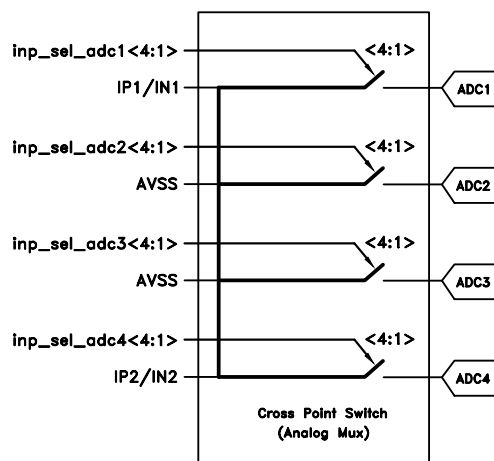 inp_sel_adc1<4:1> <4:1>
IP1/IN1 ADC1
inp_sel_adc2<4:1> <4:1>
AVSS ADC2
inp_sel_adc3<4:1> <4:1>
AVSS ADC3
inp_sel_adc4<4:1> <4:1>
IP2/IN2 ADC4
Cross Point Switch
(Analog Mux)